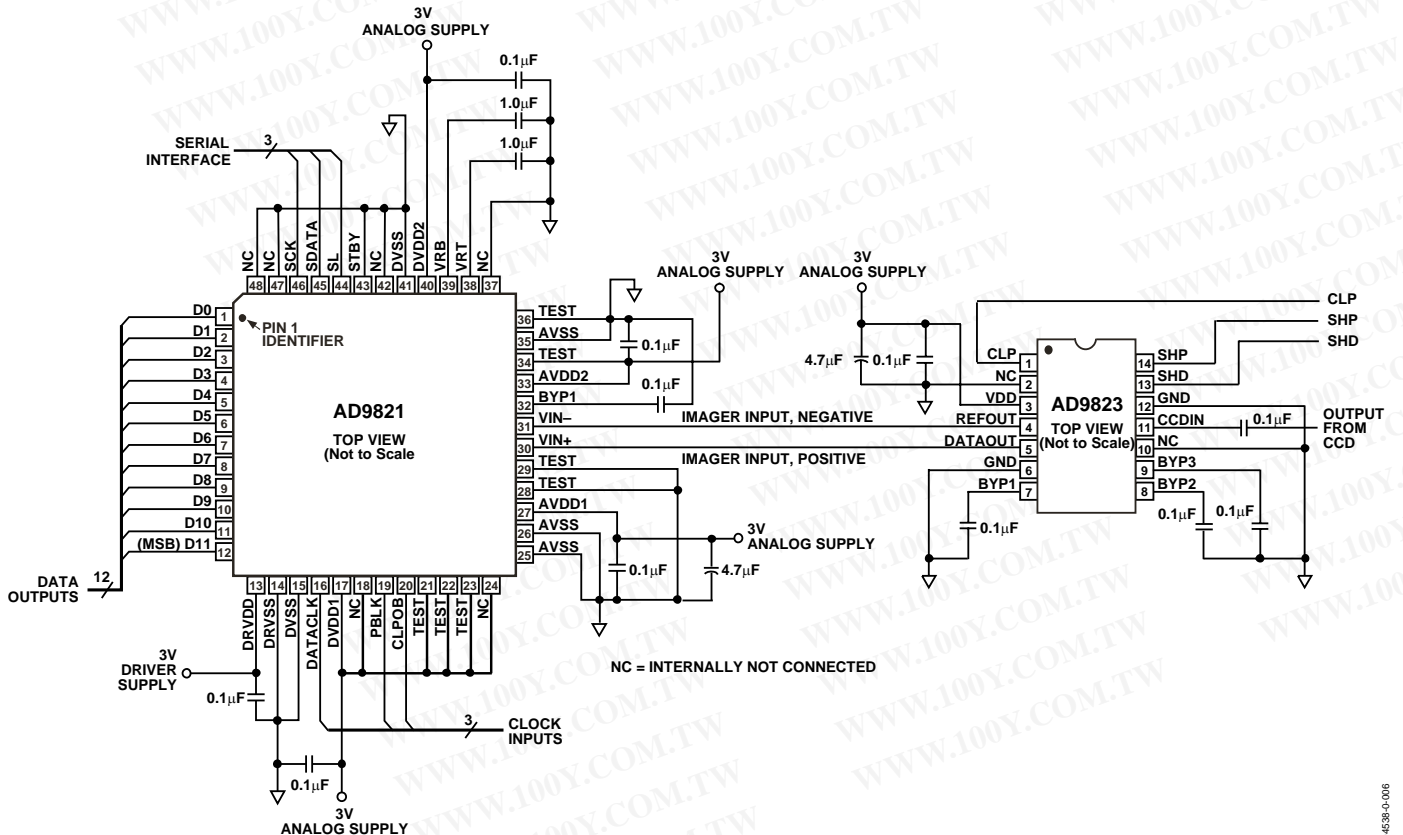 3V
ANALOG SUPPLY
0.1µF
1.0µF
1.0µF
SERIAL
INTERFACE
3
NC
NC
SCK
SDATA
SL
STBY
NC
DVSS
DVDD2
VRB
VRT
NC
48
47
46
45
44
43
42
41
40
39
38
37
D0
D1
D2
D3
D4
D5
D6
D7
D8
D9
D10
(MSB) D11
1
2
3
4
5
6
7
8
9
10
11
12
DATA
OUTPUTS
12
PIN 1
IDENTIFIER
AD9821
TOP VIEW
(Not to Scale
36
35
34
33
32
31
30
29
28
27
26
25
TEST
AVSS
TEST
AVDD2
BYP1
VIN–
VIN+
TEST
TEST
AVDD1
AVSS
AVSS
3V
ANALOG SUPPLY
0.1µF
0.1µF
IMAGER INPUT, NEGATIVE
IMAGER INPUT, POSITIVE
3V
ANALOG SUPPLY
0.1µF
4.7µF
13
14
15
16
17
18
19
20
21
22
23
24
DRVDD
DRVSS
DVSS
DATACLK
DVDD1
NC
PBLK
CLPOB
TEST
TEST
TEST
NC
3V
DRIVER
SUPPLY
0.1µF
0.1µF
3V
ANALOG SUPPLY
3
CLOCK
INPUTS
NC = INTERNALLY NOT CONNECTED
3V
ANALOG SUPPLY
4.7µF
0.1µF
CLP
NC
VDD
REFOUT
DATAOUT
GND
BYP1
1
2
3
4
5
6
7
AD9823
TOP VIEW
(Not to Scale)
14
13
12
11
10
9
8
SHP
SHD
GND
CCDIN
NC
BYP3
BYP2
CLP
SHP
SHD
0.1µF
OUTPUT
FROM
CCD
0.1µF
0.1µF
0.1µF
4538-0-006
WWW.100Y.COM.TW